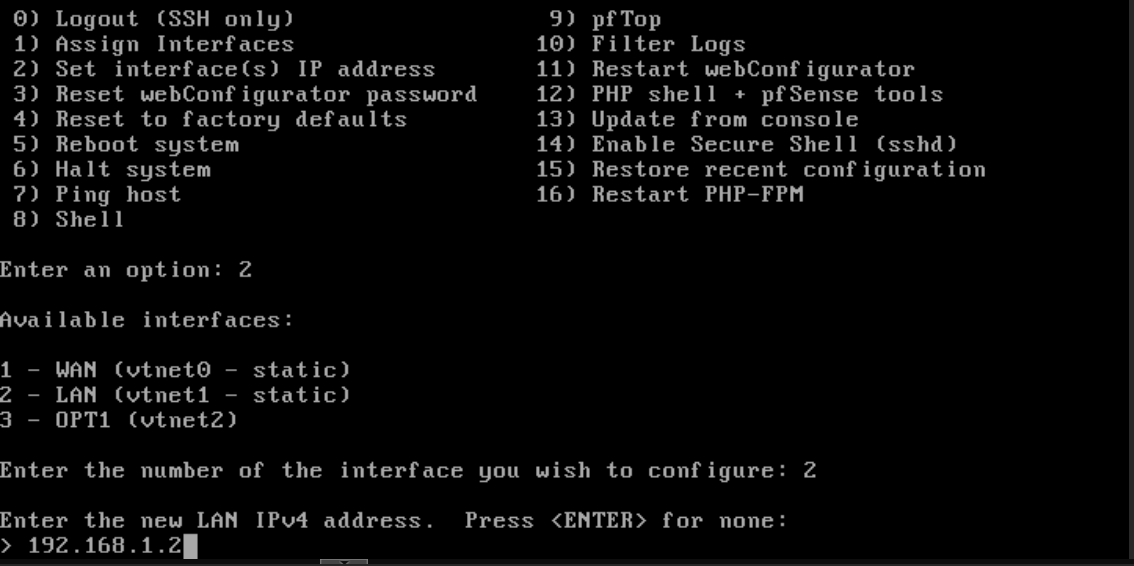 0) Logout (SSH only) 9) pfTop
1) Assign Interfaces 10) Filter Logs
2) Set interface(s) IP address 11) Restart webConfigurator
3) Reset webConfigurator password 12) PHP shell + pfSense tools
4) Reset to factory defaults 13) Update from console
5) Reboot system 14) Enable Secure Shell (sshd)
6) Halt system 15) Restore recent configuration
7) Ping host 16) Restart PHP-FPM
8) Shell
Enter an option: 2
Available interfaces:
1 - WAN (vtnet0 - static)
2 - LAN (vtnet1 - static)
3 - OPT1 (vtnet2)
Enter the number of the interface you wish to configure: 2
Enter the new LAN IPv4 address. Press <ENTER> for none:
> 192.168.1.2